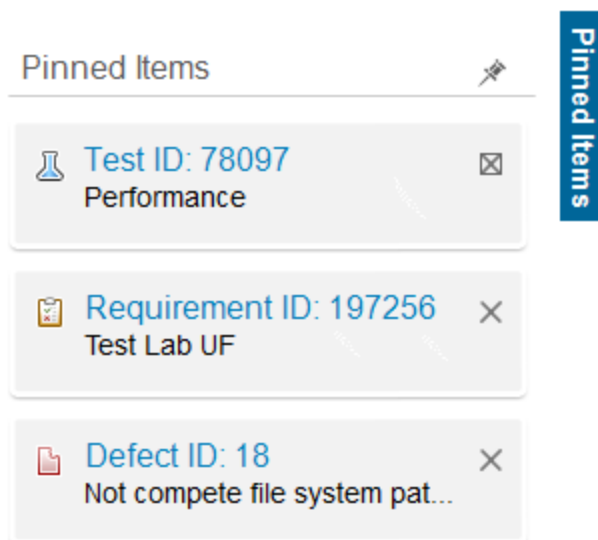 Pinned Items
Test ID: 78097
Performance
Requirement ID: 197256
Test Lab UF
Defect ID: 18
Not compete file system pat...
Pinned Items